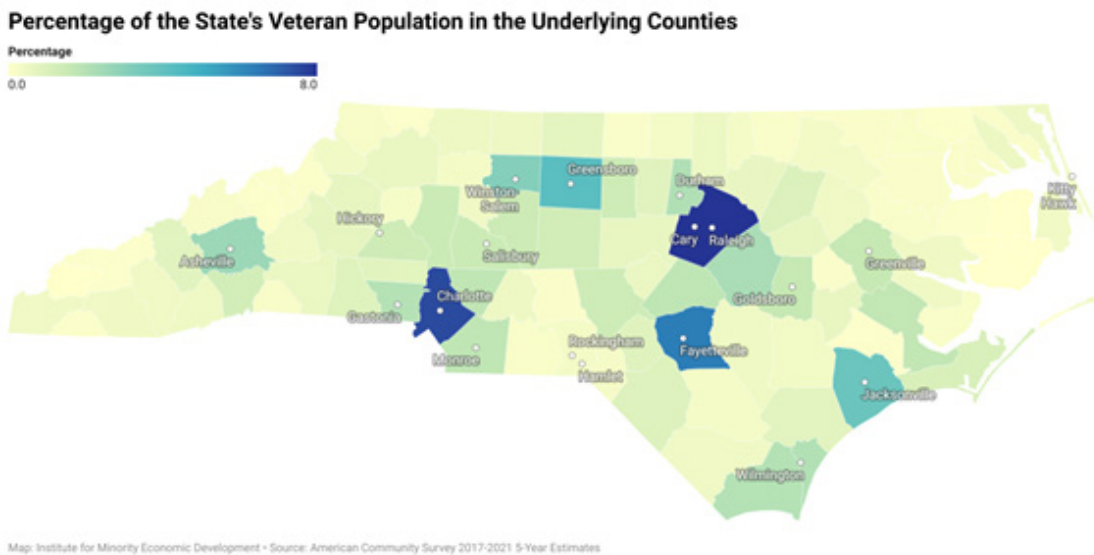 Percentage of the State's Veteran Population in the Underlying Counties
Percentage
0.0 8.0
Greensboro
Winston-
Salem
Durham
Kitty
Hawk
Hickory
Cary Raleigh
Salisbury
Asheville
Greenville
Charlotte
Goldsboro
Gastonia
Rockingham
Fayetteville
Monroe
Hamlet
Jacksonville
Wilmington
Map: Institute for Minority Economic Development • Source: American Community Survey 2017-2021 5-Year Estimates